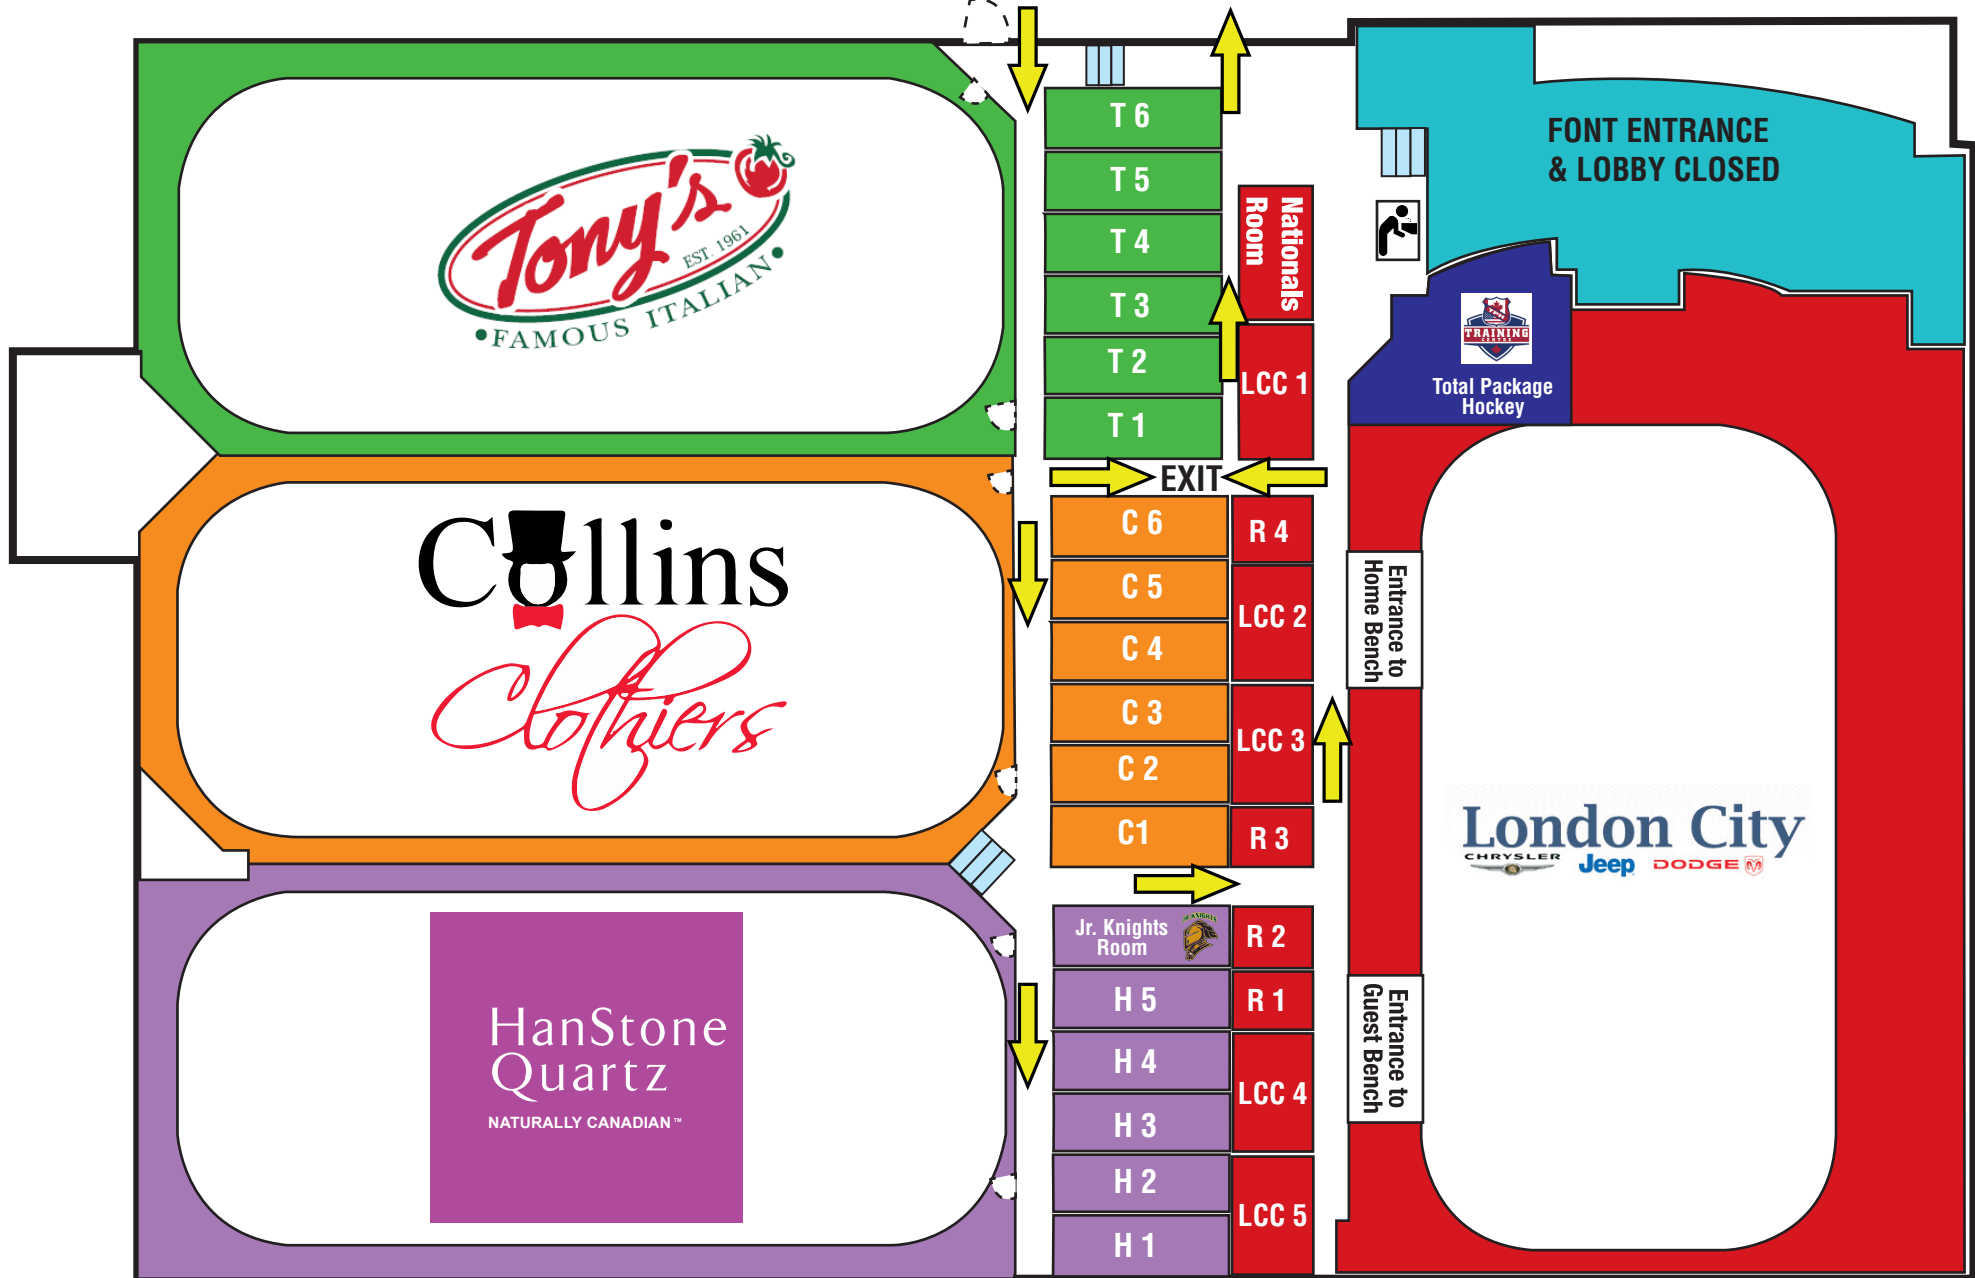 T 6
T 5
T 4
T 3
T 2
T 1
Nationals
Room
LCC 1
FONT ENTRANCE
& LOBBY CLOSED
TRAINING
CENTRE
Total Package
Hockey
Tony's
EST. 1961
•FAMOUS ITALIAN•
EXIT
Collins
Clothiers
C 6
C 5
C 4
C 3
C 2
C1
R 4
LCC 2
LCC 3
R 3
Entrance to
Home Bench
London City
CHRYSLER Jeep DODGE
HanStone
Quartz
NATURALLY CANADIAN™
Jr. Knights
Room
JR. KNIGHTS
H 5
H 4
H 3
H 2
H 1
R 2
R 1
LCC 4
LCC 5
Entrance to
Guest Bench